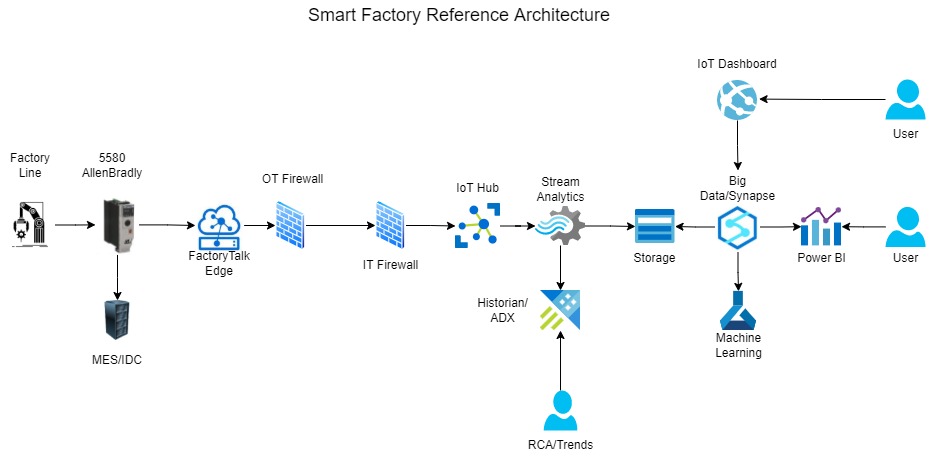 Smart Factory Reference Architecture
IoT Dashboard
User
Factory
Line
5580
AllenBradly
OT Firewall
IoT Hub
Stream
Analytics
Big
Data/Synapse
FactoryTalk
Edge
IT Firewall
Storage
Power BI
User
Historian/
ADX
MES/IDC
Machine
Learning
RCA/Trends